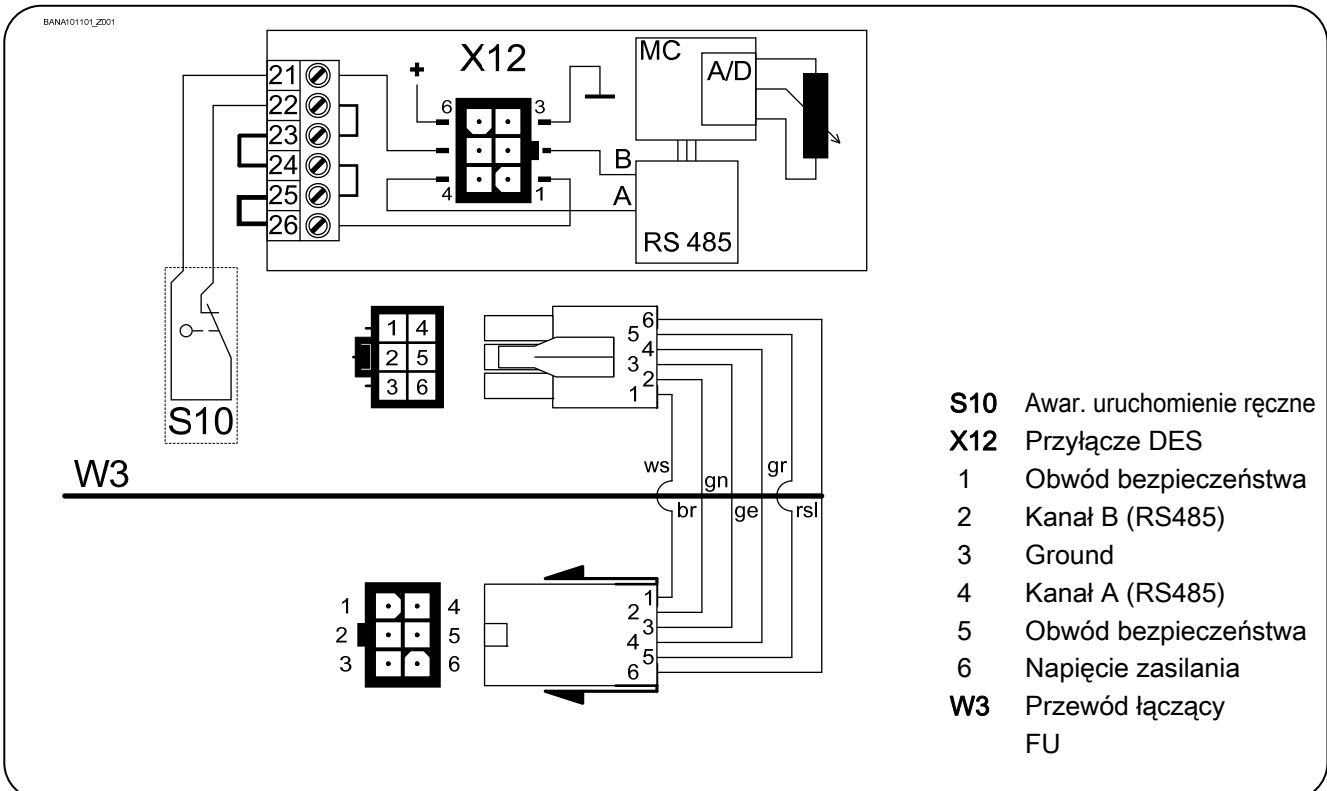 BANA101101_Z001
X12
MC
A/D
21
22
23
24
25
26
+
6
3
4
1
B
A
RS 485
S10
1 4
2 5
3 6
6
5
4
3
2
1
W3
ws
gn
gr
br
ge
rsl
1
2
3
4
5
6
1
2
3
4
5
6
S10 Awar. uruchomienie ręczne
X12 Przyłącze DES
1 Obwód bezpieczeństwa
2 Kanał B (RS485)
3 Ground
4 Kanał A (RS485)
5 Obwód bezpieczeństwa
6 Napięcie zasilania
W3 Przewód łączący
FU